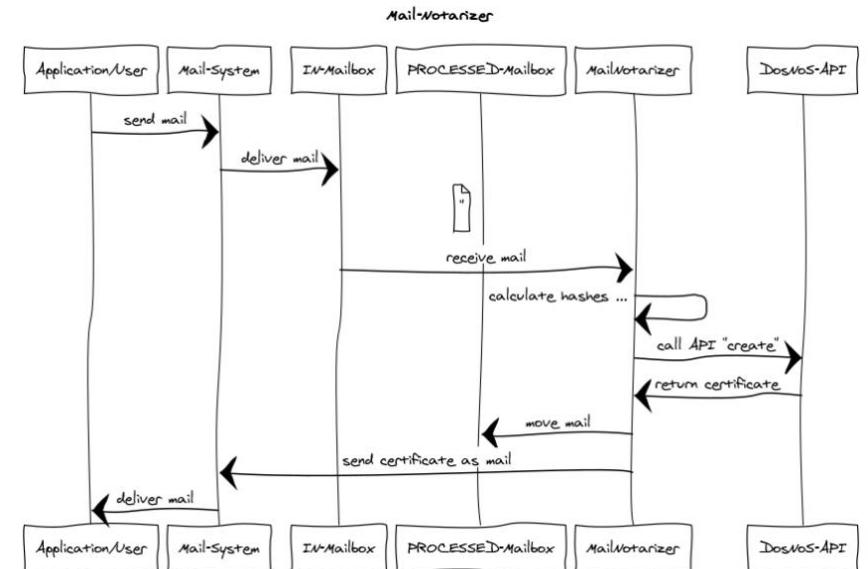 Mail-Notarizer
Application/User Mail-System IN-Mailbox PROCESSED-Mailbox MailNotarizer DosNoS-API
send mail
deliver mail
"
receive mail
calculate hashes ...
call API "create"
return certificate
move mail
send certificate as mail
deliver mail
Application/User Mail-System IN-Mailbox PROCESSED-Mailbox MailNotarizer DosNoS-API